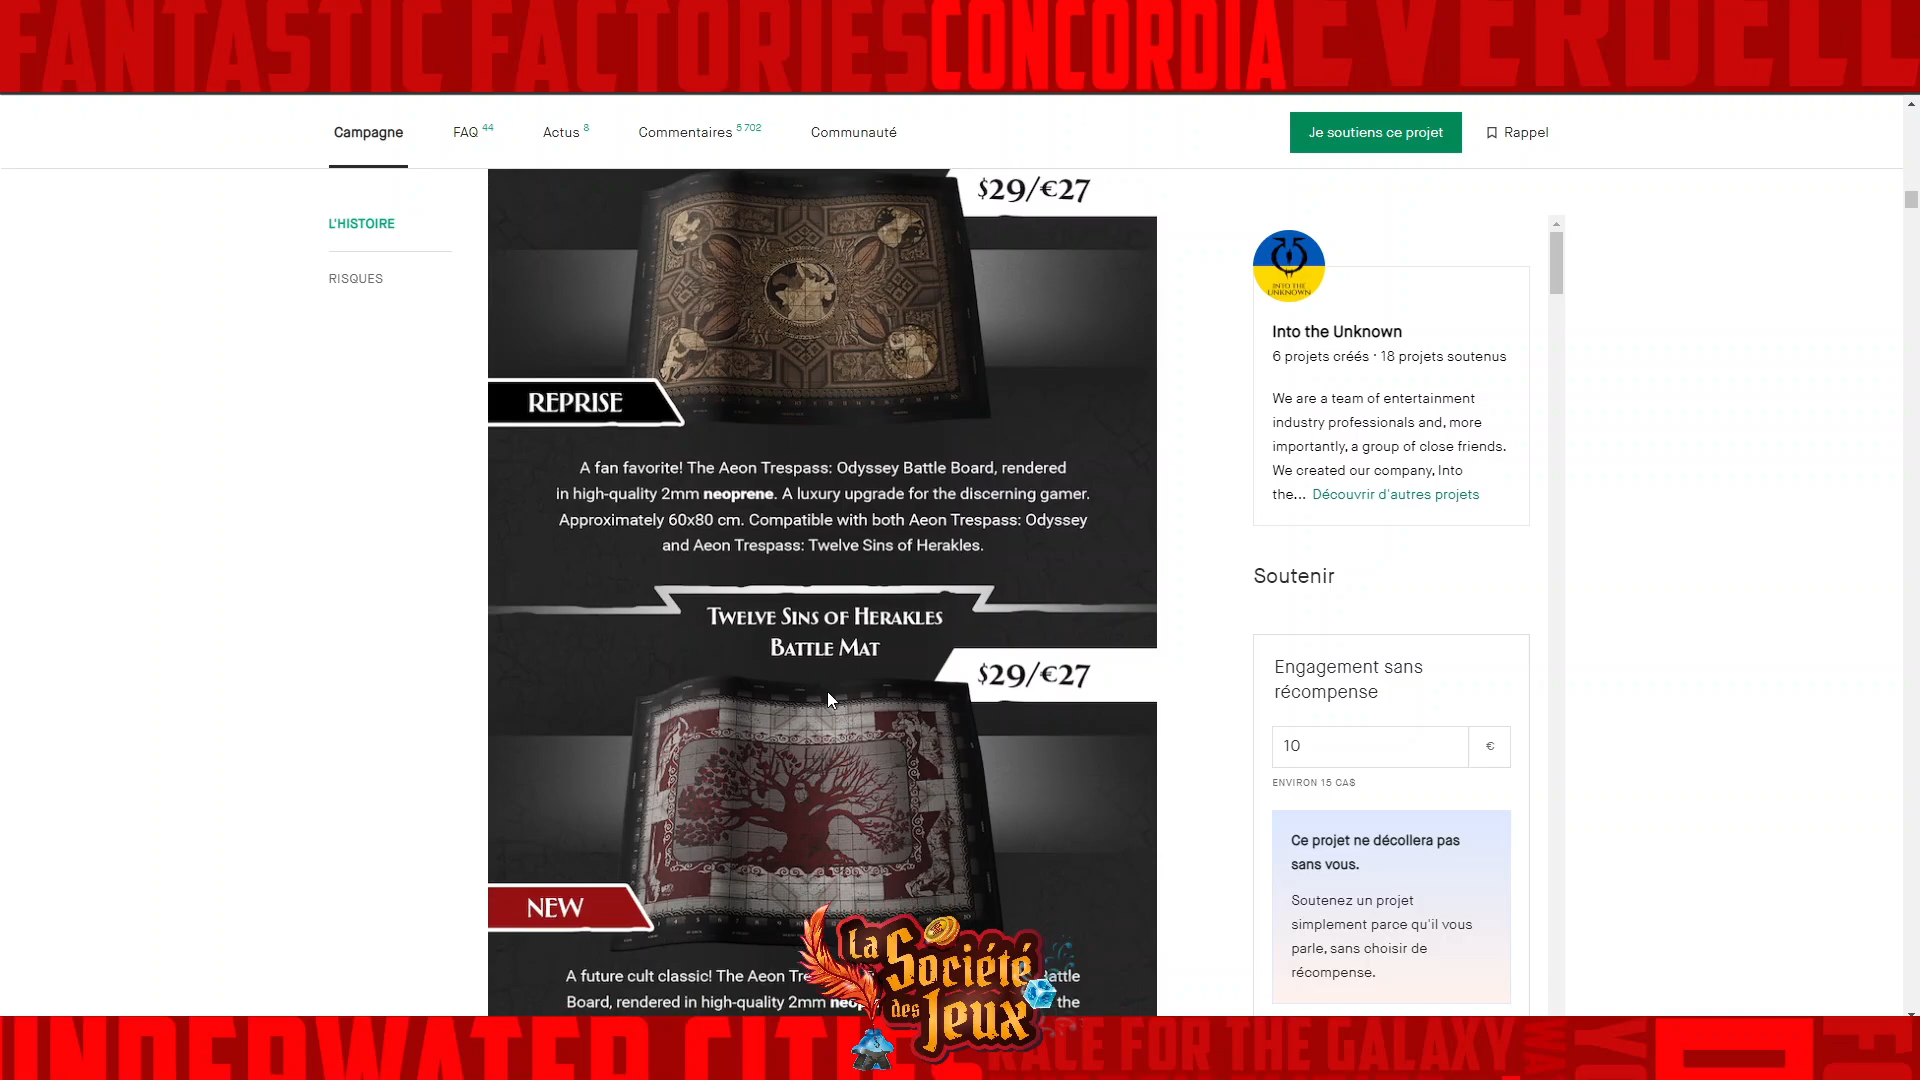 FANTASTIC FACTORIES CONCORDIA EVERDELL
Campagne
FAQ 44
Actus 8
Commentaires 5 702
Communauté
Je soutiens ce projet
Rappel
L'HISTOIRE
RISQUES
$29/€27
REPRISE
A fan favorite! The Aeon Trespass: Odyssey Battle Board, rendered
in high-quality 2mm neoprene. A luxury upgrade for the discerning gamer.
Approximately 60x80 cm. Compatible with both Aeon Trespass: Odyssey
and Aeon Trespass: Twelve Sins of Herakles.
Twelve Sins of Herakles
Battle Mat
$29/€27
NEW
A future cult classic! The Aeon
Battle
Board, rendered in high-quality 2mm
the
INTO THE
UNKNOWN
Into the Unknown
6 projets créés · 18 projets soutenus
We are a team of entertainment
industry professionals and, more
importantly, a group of close friends.
We created our company, Into
the... Découvrir d'autres projets
Soutenir
Engagement sans
récompense
10 €
ENVIRON 15 CA$
Ce projet ne décollera pas
sans vous.
Soutenez un projet
simplement parce qu'il vous
parle, sans choisir de
récompense.
La
Société
des
Jeux
UNDERWATER CITIES RACE FOR THE GALAXY